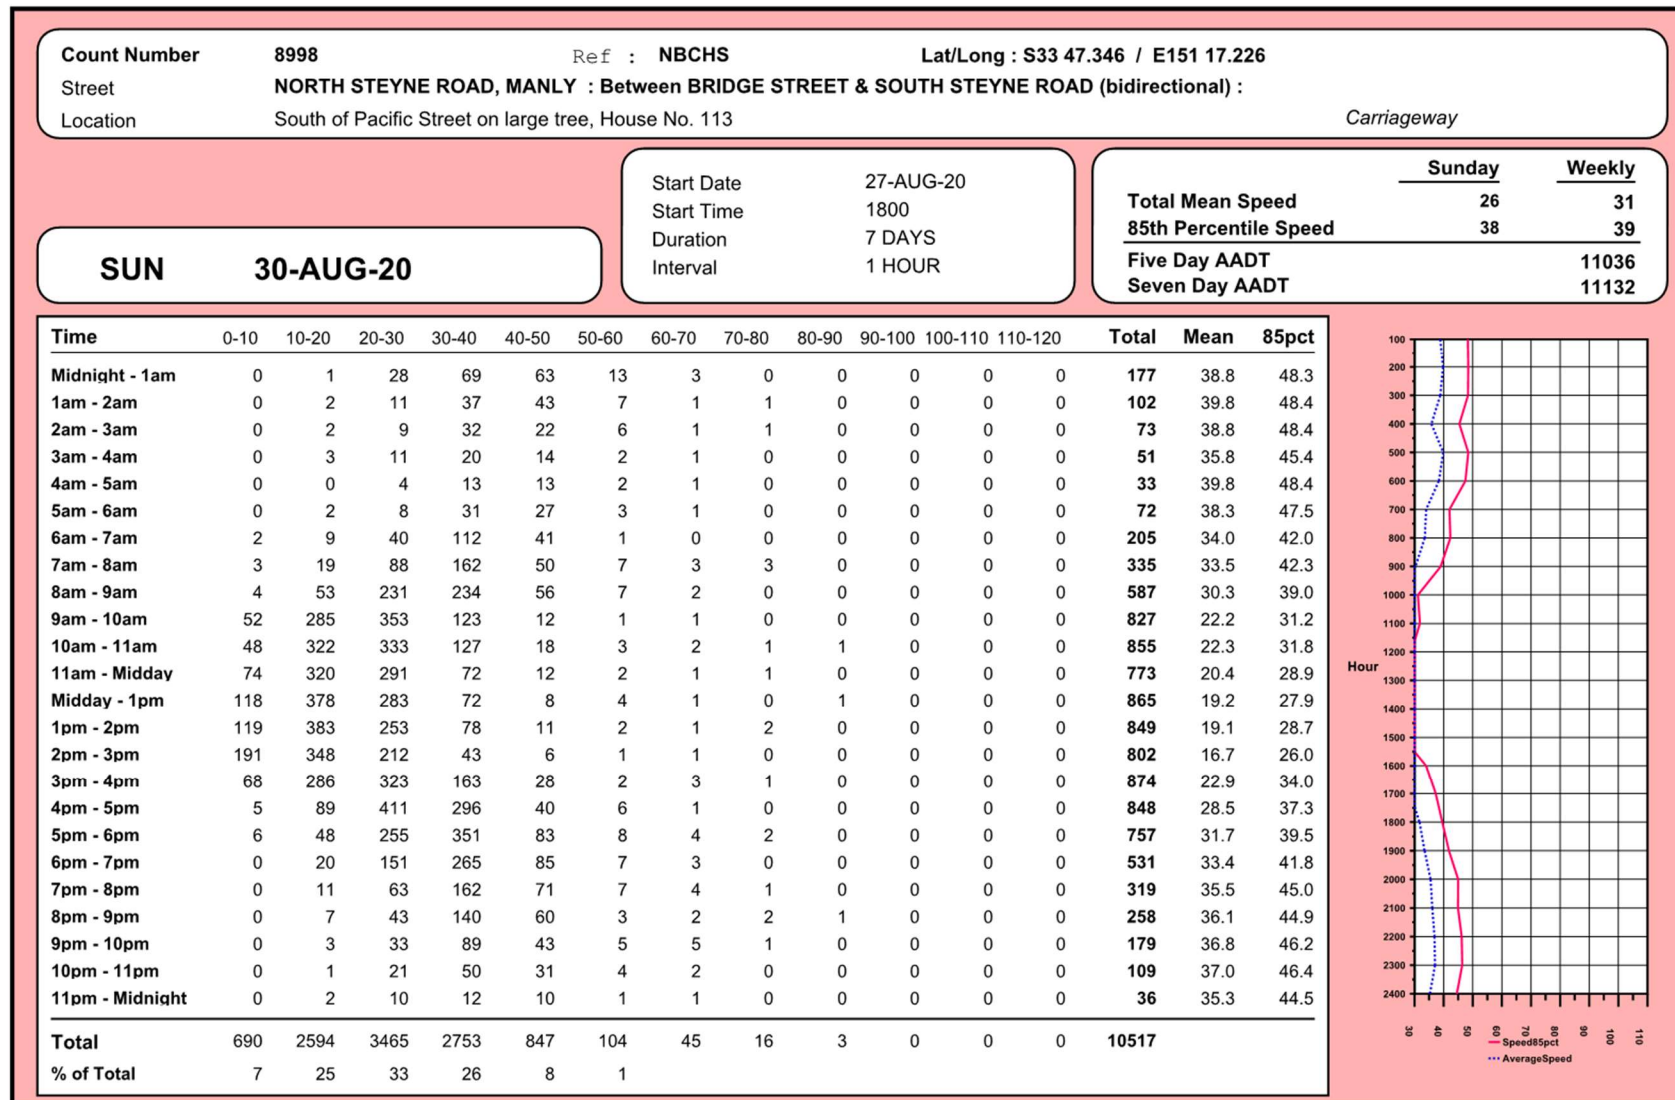 Count Number 8998 Ref : NBCHS Lat/Long : S33 47.346 / E151 17.226
Street NORTH STEYNE ROAD, MANLY : Between BRIDGE STREET & SOUTH STEYNE ROAD (bidirectional) :
Location South of Pacific Street on large tree, House No. 113 Carriageway
SUN 30-AUG-20
Start Date 27-AUG-20
Start Time 1800
Duration 7 DAYS
Interval 1 HOUR
Sunday Weekly
Total Mean Speed 26 31
85th Percentile Speed 38 39
Five Day AADT 11036
Seven Day AADT 11132
Time 0-10 10-20 20-30 30-40 40-50 50-60 60-70 70-80 80-90 90-100 100-110 110-120 Total Mean 85pct
Midnight - 1am 0 1 28 69 63 13 3 0 0 0 0 0 177 38.8 48.3
1am - 2am 0 2 11 37 43 7 1 1 0 0 0 0 102 39.8 48.4
2am - 3am 0 2 9 32 22 6 1 1 0 0 0 0 73 38.8 48.4
3am - 4am 0 3 11 20 14 2 1 0 0 0 0 0 51 35.8 45.4
4am - 5am 0 0 4 13 13 2 1 0 0 0 0 0 33 39.8 48.4
5am - 6am 0 2 8 31 27 3 1 0 0 0 0 0 72 38.3 47.5
6am - 7am 2 9 40 112 41 1 0 0 0 0 0 0 205 34.0 42.0
7am - 8am 3 19 88 162 50 7 3 3 0 0 0 0 335 33.5 42.3
8am - 9am 4 53 231 234 56 7 2 0 0 0 0 0 587 30.3 39.0
9am - 10am 52 285 353 123 12 1 1 0 0 0 0 0 827 22.2 31.2
10am - 11am 48 322 333 127 18 3 2 1 1 0 0 0 855 22.3 31.8
11am - Midday 74 320 291 72 12 2 1 1 0 0 0 0 773 20.4 28.9
Midday - 1pm 118 378 283 72 8 4 1 0 1 0 0 0 865 19.2 27.9
1pm - 2pm 119 383 253 78 11 2 1 2 0 0 0 0 849 19.1 28.7
2pm - 3pm 191 348 212 43 6 1 1 0 0 0 0 0 802 16.7 26.0
3pm - 4pm 68 286 323 163 28 2 3 1 0 0 0 0 874 22.9 34.0
4pm - 5pm 5 89 411 296 40 6 1 0 0 0 0 0 848 28.5 37.3
5pm - 6pm 6 48 255 351 83 8 4 2 0 0 0 0 757 31.7 39.5
6pm - 7pm 0 20 151 265 85 7 3 0 0 0 0 0 531 33.4 41.8
7pm - 8pm 0 11 63 162 71 7 4 1 0 0 0 0 319 35.5 45.0
8pm - 9pm 0 7 43 140 60 3 2 2 1 0 0 0 258 36.1 44.9
9pm - 10pm 0 3 33 89 43 5 5 1 0 0 0 0 179 36.8 46.2
10pm - 11pm 0 1 21 50 31 4 2 0 0 0 0 0 109 37.0 46.4
11pm - Midnight 0 2 10 12 10 1 1 0 0 0 0 0 36 35.3 44.5
Total 690 2594 3465 2753 847 104 45 16 3 0 0 0 10517
% of Total 7 25 33 26 8 1
100
200
300
400
500
600
700
800
900
1000
1100
1200
Hour
1300
1400
1500
1600
1700
1800
1900
2000
2100
2200
2300
2400
30 40 50 60 70 80 90 100 110
Speed85pct
AverageSpeed